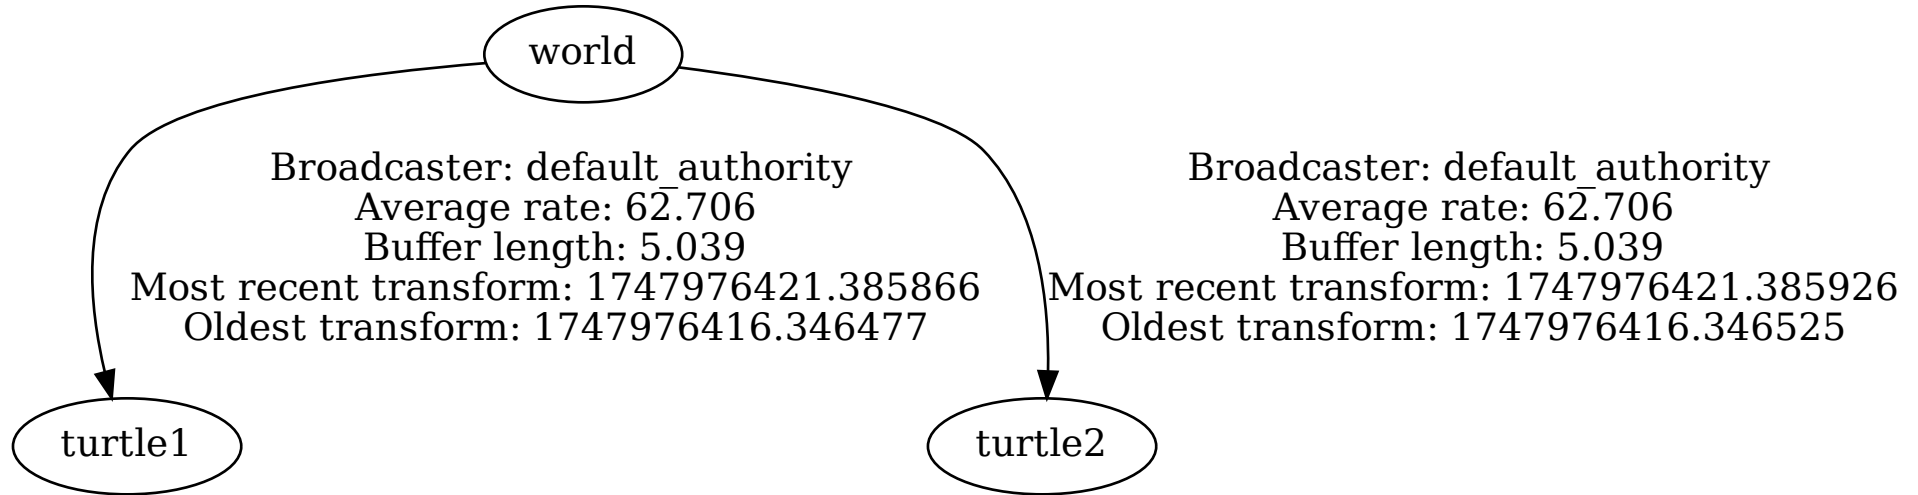 world
Broadcaster: default_authority
Average rate: 62.706
Buffer length: 5.039
Most recent transform: 1747976421.385866
Oldest transform: 1747976416.346477
Broadcaster: default_authority
Average rate: 62.706
Buffer length: 5.039
Most recent transform: 1747976421.385926
Oldest transform: 1747976416.346525
turtle1
turtle2